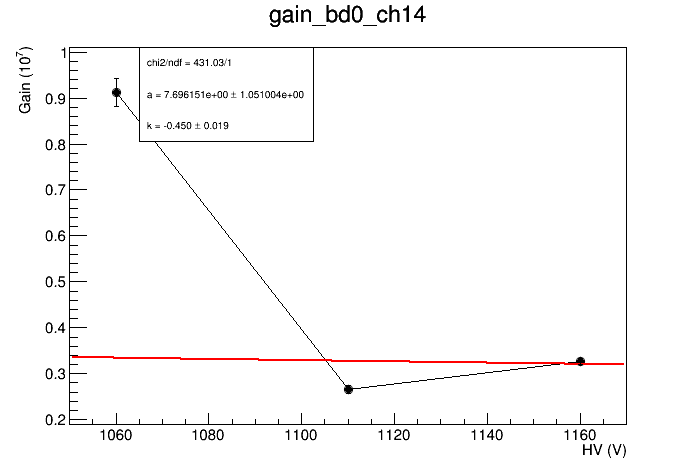 gain_bd0_ch14
Gain (10⁷)
chi2/ndf = 431.03/1
a = 7.696151e+00 ± 1.051004e+00
k = -0.450 ± 0.019
1
0.9
0.8
0.7
0.6
0.5
0.4
0.3
0.2
1060 1080 1100 1120 1140 1160
HV (V)